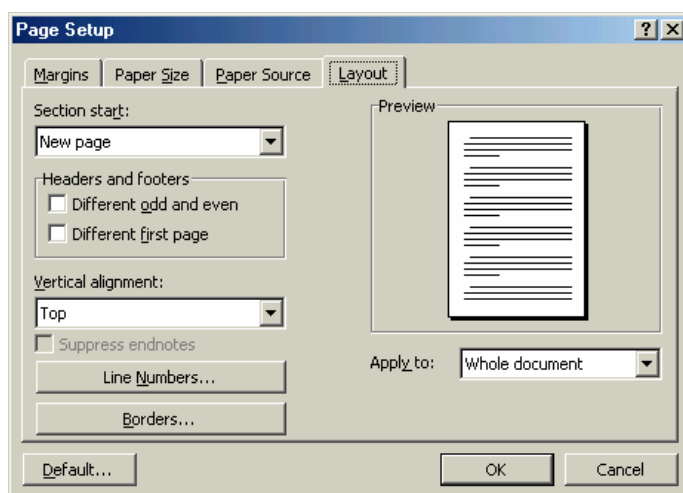 Page Setup
Margins Paper Size Paper Source Layout
Section start:
New page
Headers and footers
Different odd and even
Different first page
Vertical alignment:
Top
Suppress endnotes
Line Numbers...
Borders...
Preview
Apply to: Whole document
Default... OK Cancel